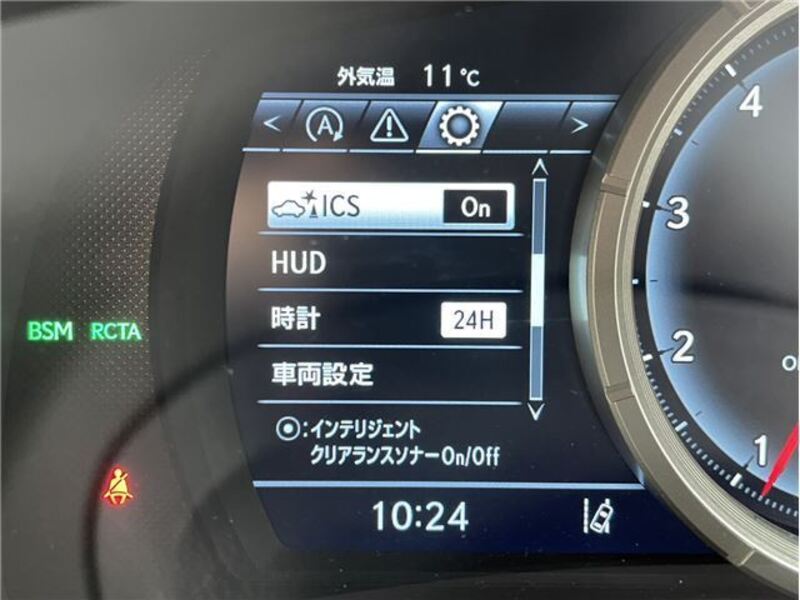 外気温 11°C
< A >
ICS On
HUD
時計 24H
車両設定
BSM RCTA
◉:インテリジェント
クリアランスソナーOn/Off
10:24
4
3
2
1